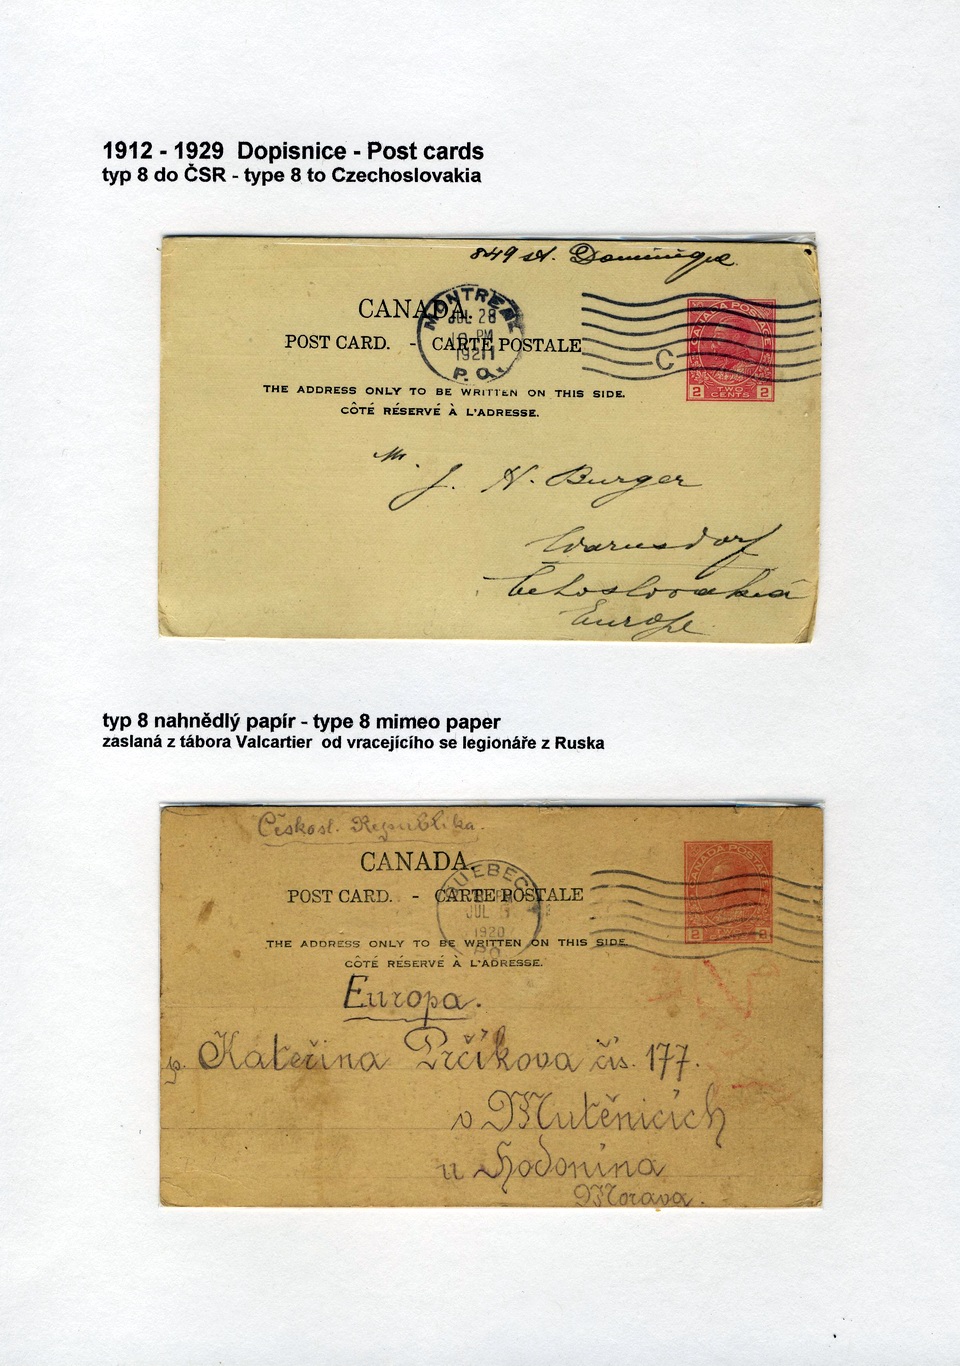 1912 - 1929 Dopisnice - Post cards
typ 8 do ČSR - type 8 to Czechoslovakia
849 st. Dominique
CANADA.
MONTREAL
JUL 28
PM
1921
P.Q.
POST CARD. - CARTE POSTALE
C
CANADA POSTAGE
2 TWO CENTS 2
THE ADDRESS ONLY TO BE WRITTEN ON THIS SIDE.
CÔTÉ RÉSERVÉ À L'ADRESSE.
Mr. J. H. Burger
Warnsdorf
Cehoslovakia
Europe
typ 8 nahnědlý papír - type 8 mimeo paper
zaslaná z tábora Valcartier od vracejícího se legionáře z Ruska
Českosl. Republika.
CANADA.
QUEBEC
JUL
1920
P.Q.
POST CARD. - CARTE POSTALE
CANADA POSTAGE
2 2
THE ADDRESS ONLY TO BE WRITTEN ON THIS SIDE.
CÔTÉ RÉSERVÉ À L'ADRESSE.
Europa.
Kateřina Prčíkova čís. 177.
v Mutěnicích
u Hodonína
Morava.